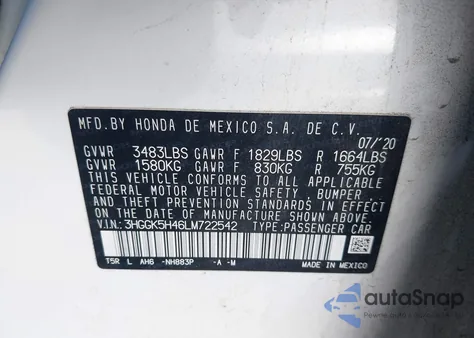 MFD.BY HONDA DE MEXICO S.A. DE C.V.
07/'20
GVWR 3483LBS GAWR F 1829LBS R 1664LBS
GVWR 1580KG GAWR F 830KG R 755KG
THIS VEHICLE CONFORMS TO ALL APPLICABLE
FEDERAL MOTOR VEHICLE SAFETY, BUMPER,
AND THEFT PREVENTION STANDARDS IN EFFECT
ON THE DATE OF MANUFACTURE SHOWN ABOVE.
V.I.N.: 3HGGK5H46LM722542 TYPE:PASSENGER CAR
T5R L AH6 -NH883P -A -M MADE IN MEXICO
autoSnap